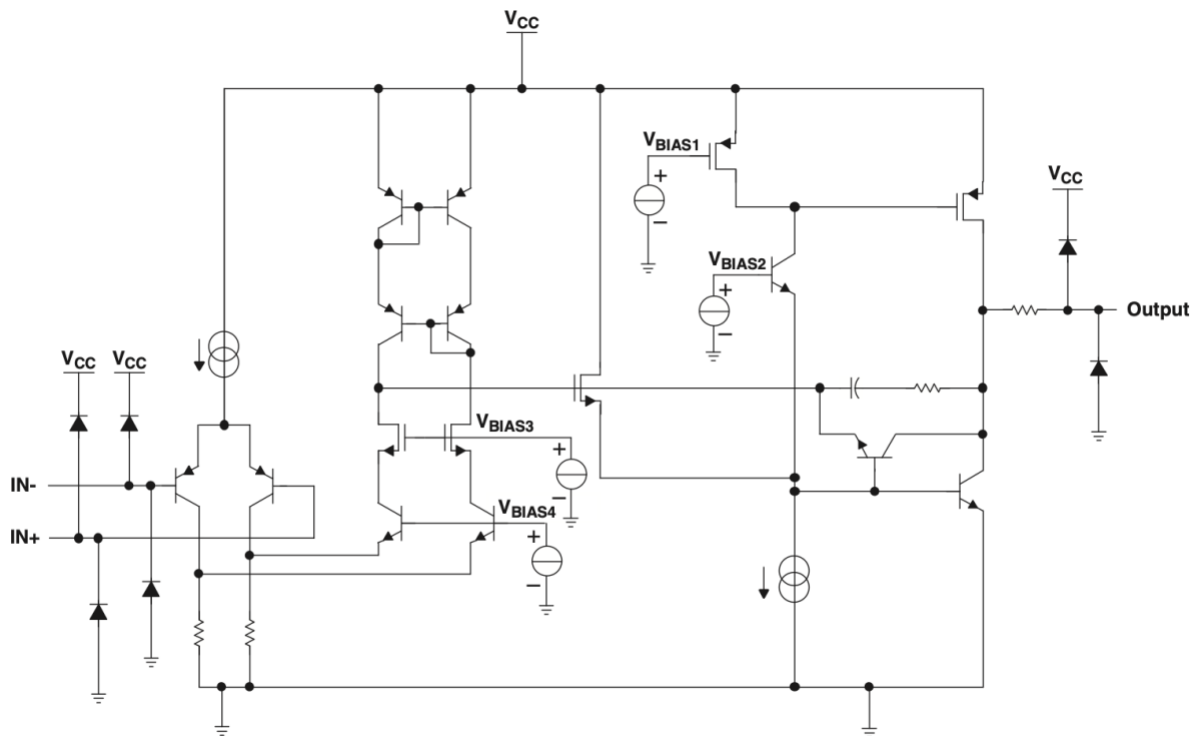 VCC
VBIAS1
VCC
VBIAS2
Output
VCC
VCC
VBIAS3
IN-
VBIAS4
IN+
+
−
+
−
+
−
+
−